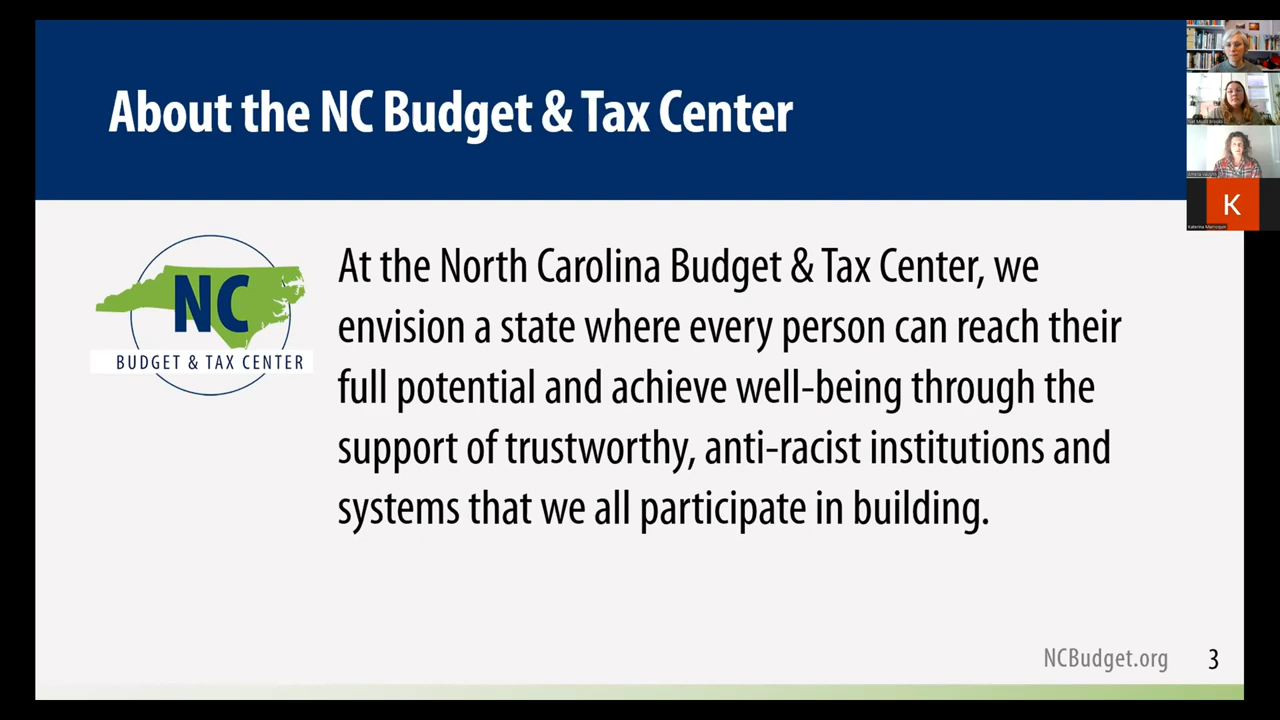 About the NC Budget & Tax Center
NC
BUDGET & TAX CENTER
At the North Carolina Budget & Tax Center, we
envision a state where every person can reach their
full potential and achieve well-being through the
support of trustworthy, anti-racist institutions and
systems that we all participate in building.
NCBudget.org
3
K